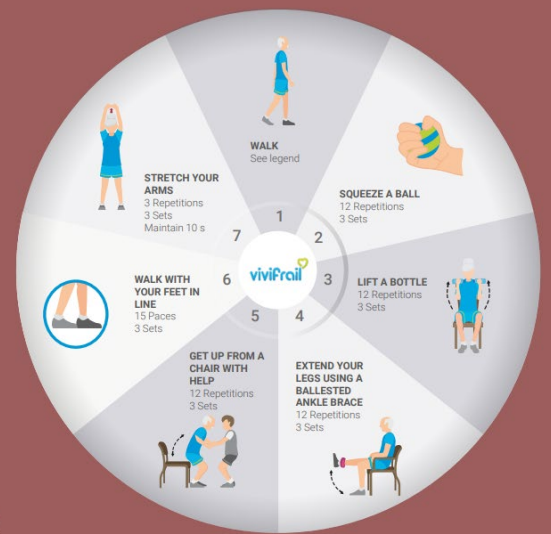 WALK
See legend
1
SQUEEZE A BALL
12 Repetitions
3 Sets
2
LIFT A BOTTLE
12 Repetitions
3 Sets
3
EXTEND YOUR
LEGS USING A
BALLESTED
ANKLE BRACE
12 Repetitions
3 Sets
4
GET UP FROM A
CHAIR WITH
HELP
12 Repetitions
3 Sets
5
WALK WITH
YOUR FEET IN
LINE
15 Paces
3 Sets
6
STRETCH YOUR
ARMS
3 Repetitions
3 Sets
Maintain 10 s
7
vivifrail